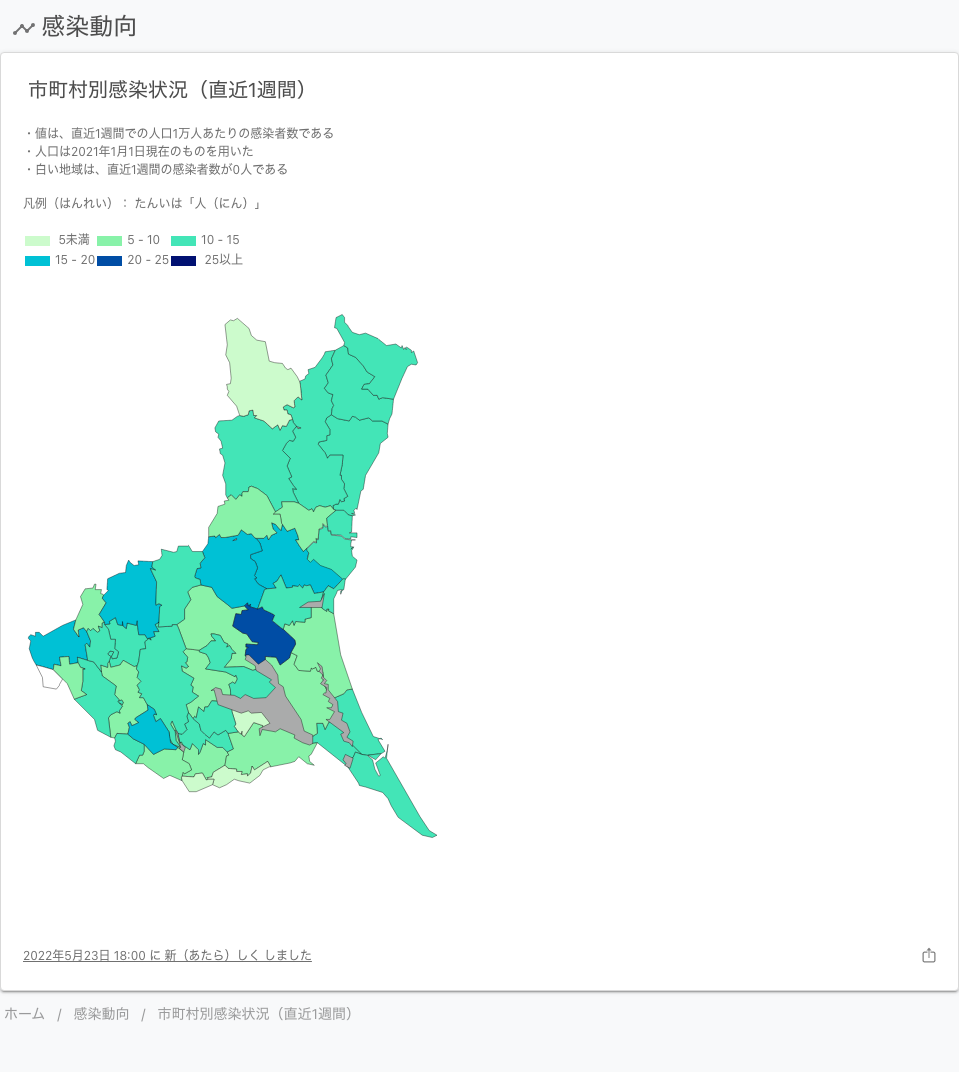 感染動向
市町村別感染状況（直近1週間）
・値は、直近1週間での人口1万人あたりの感染者数である
・人口は2021年1月1日現在のものを用いた
・白い地域は、直近1週間の感染者数が0人である
凡例（はんれい）： たんいは「人（にん）」
5未満 5 - 10 10 - 15
15 - 20 20 - 25 25以上
2022年5月23日 18:00 に 新（あたら）しく しました
ホーム / 感染動向 / 市町村別感染状況（直近1週間）